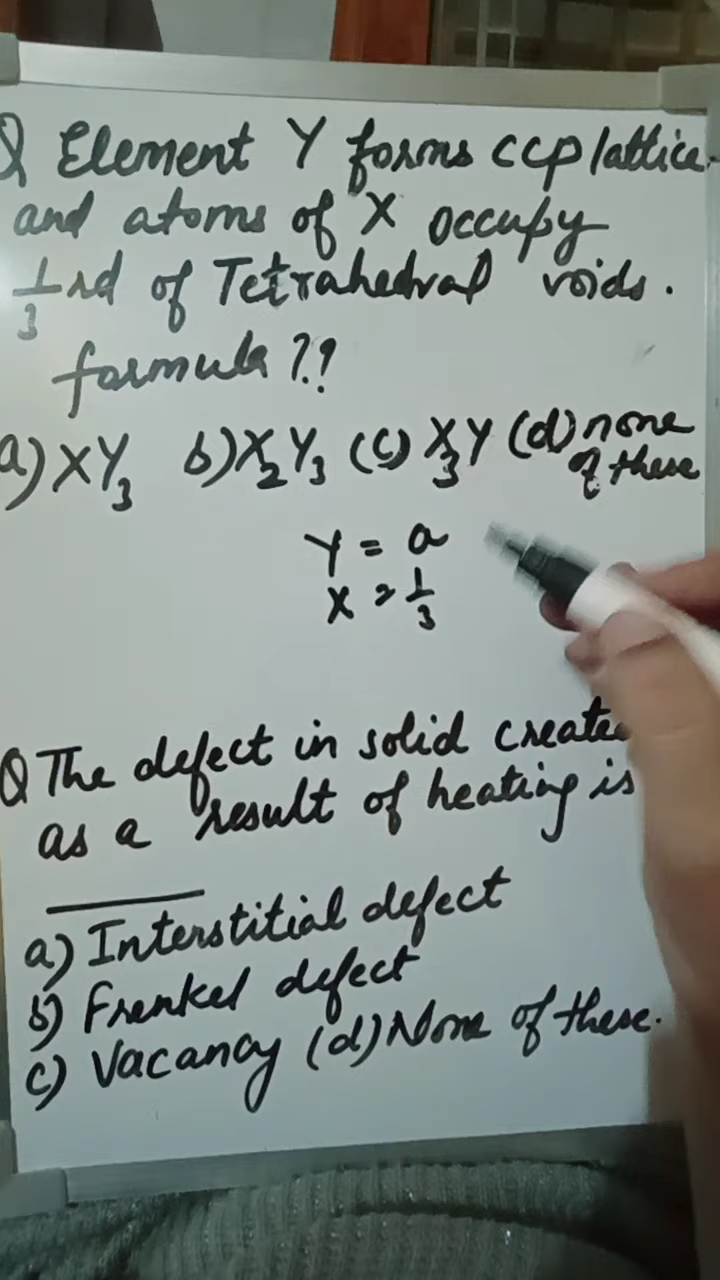 Q Element Y forms ccp lattice.
and atoms of X occupy
1/3 rd of Tetrahedral voids.
formula ??
a) XY3 b) X2Y3 (c) X3Y (d) none of these
Y = a
X = 1/3
Q The defect in solid created
as a result of heating is
a) Interstitial defect
b) Frenkel defect
c) Vacancy (d) None of these.